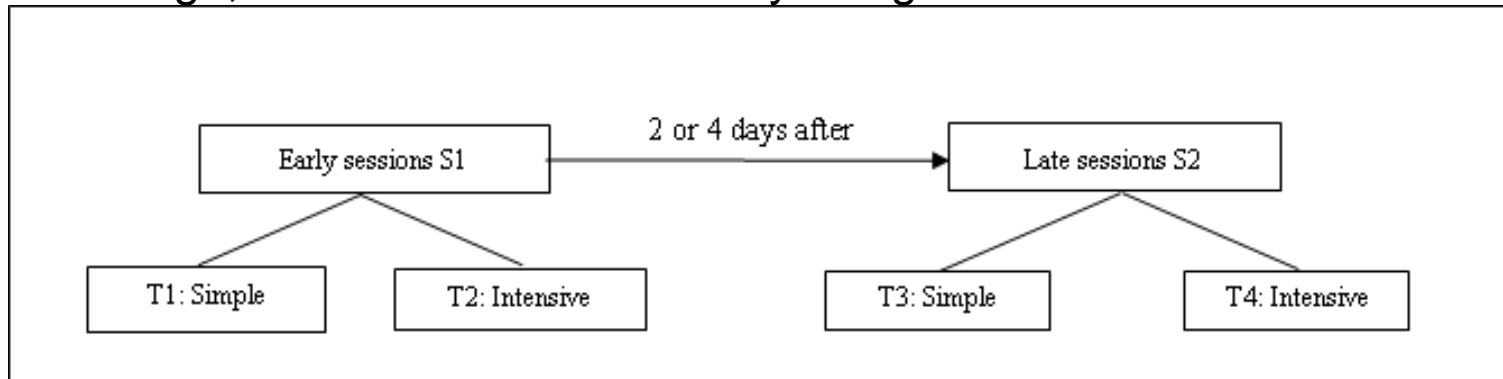 2 or 4 days after
Early sessions S1
Late sessions S2
T1: Simple
T2: Intensive
T3: Simple
T4: Intensive